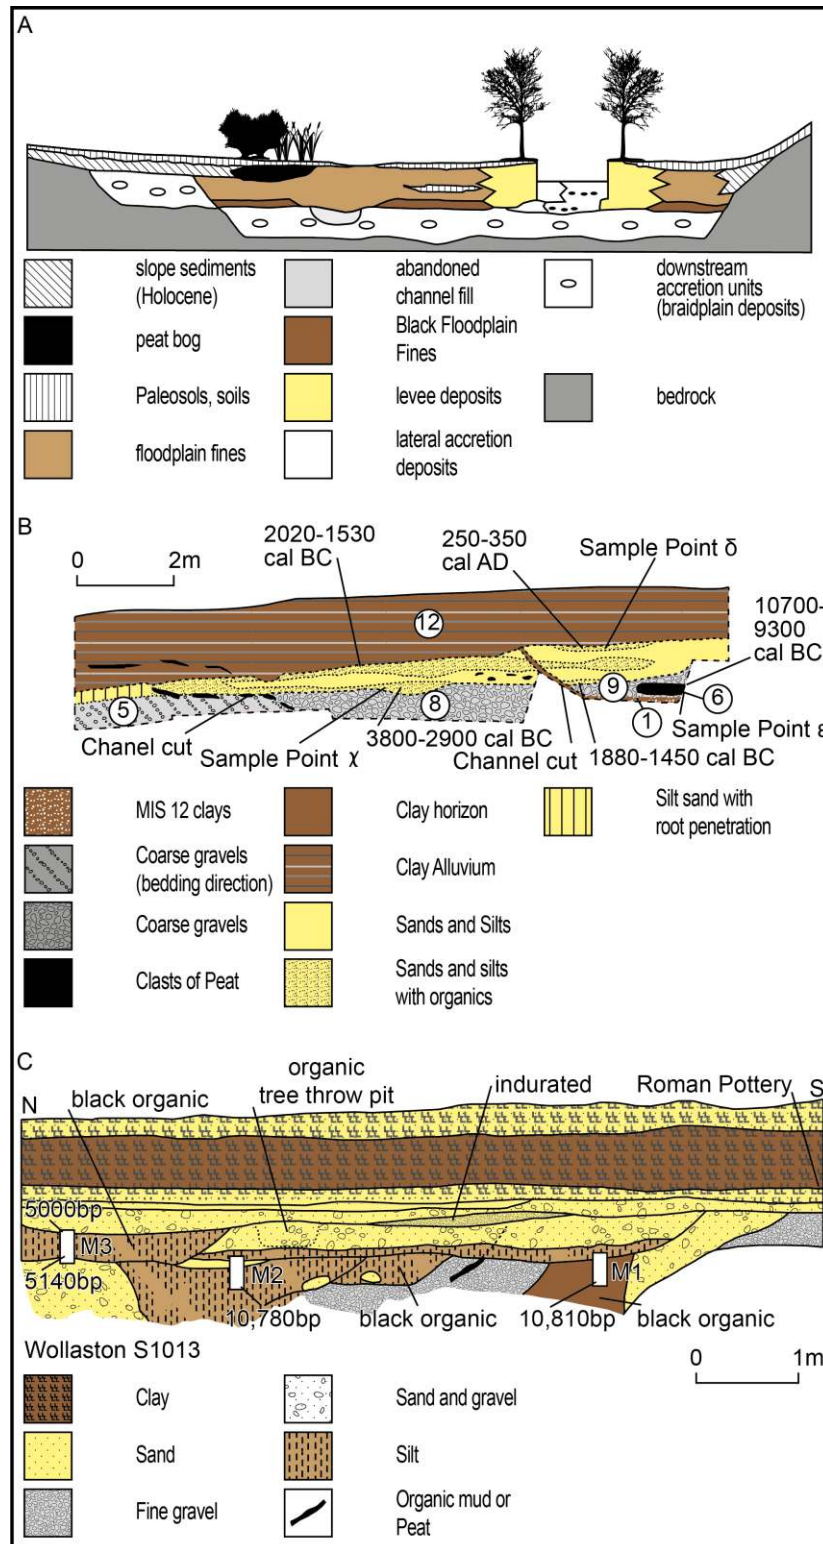 A
slope sediments
(Holocene)
abandoned
channel fill
downstream
accretion units
(braidplain deposits)
peat bog
Black Floodplain
Fines
Paleosols, soils
levee deposits
bedrock
floodplain fines
lateral accretion
deposits
B
0 2m
2020-1530
cal BC
250-350
cal AD
Sample Point δ
10700-
9300
cal BC
12
5
8
9
6
1
Chanel cut
Sample Point χ
3800-2900 cal BC
Channel cut
1880-1450 cal BC
Sample Point ε
MIS 12 clays
Clay horizon
Silt sand with
root penetration
Coarse gravels
(bedding direction)
Clay Alluvium
Coarse gravels
Sands and Silts
Clasts of Peat
Sands and silts
with organics
C
N
black organic
organic
tree throw pit
indurated
Roman Pottery
S
5000bp
M3
5140bp
M2
10,780bp
black organic
M1
10,810bp
black organic
Wollaston S1013
0 1m
Clay
Sand and gravel
Sand
Silt
Fine gravel
Organic mud or
Peat